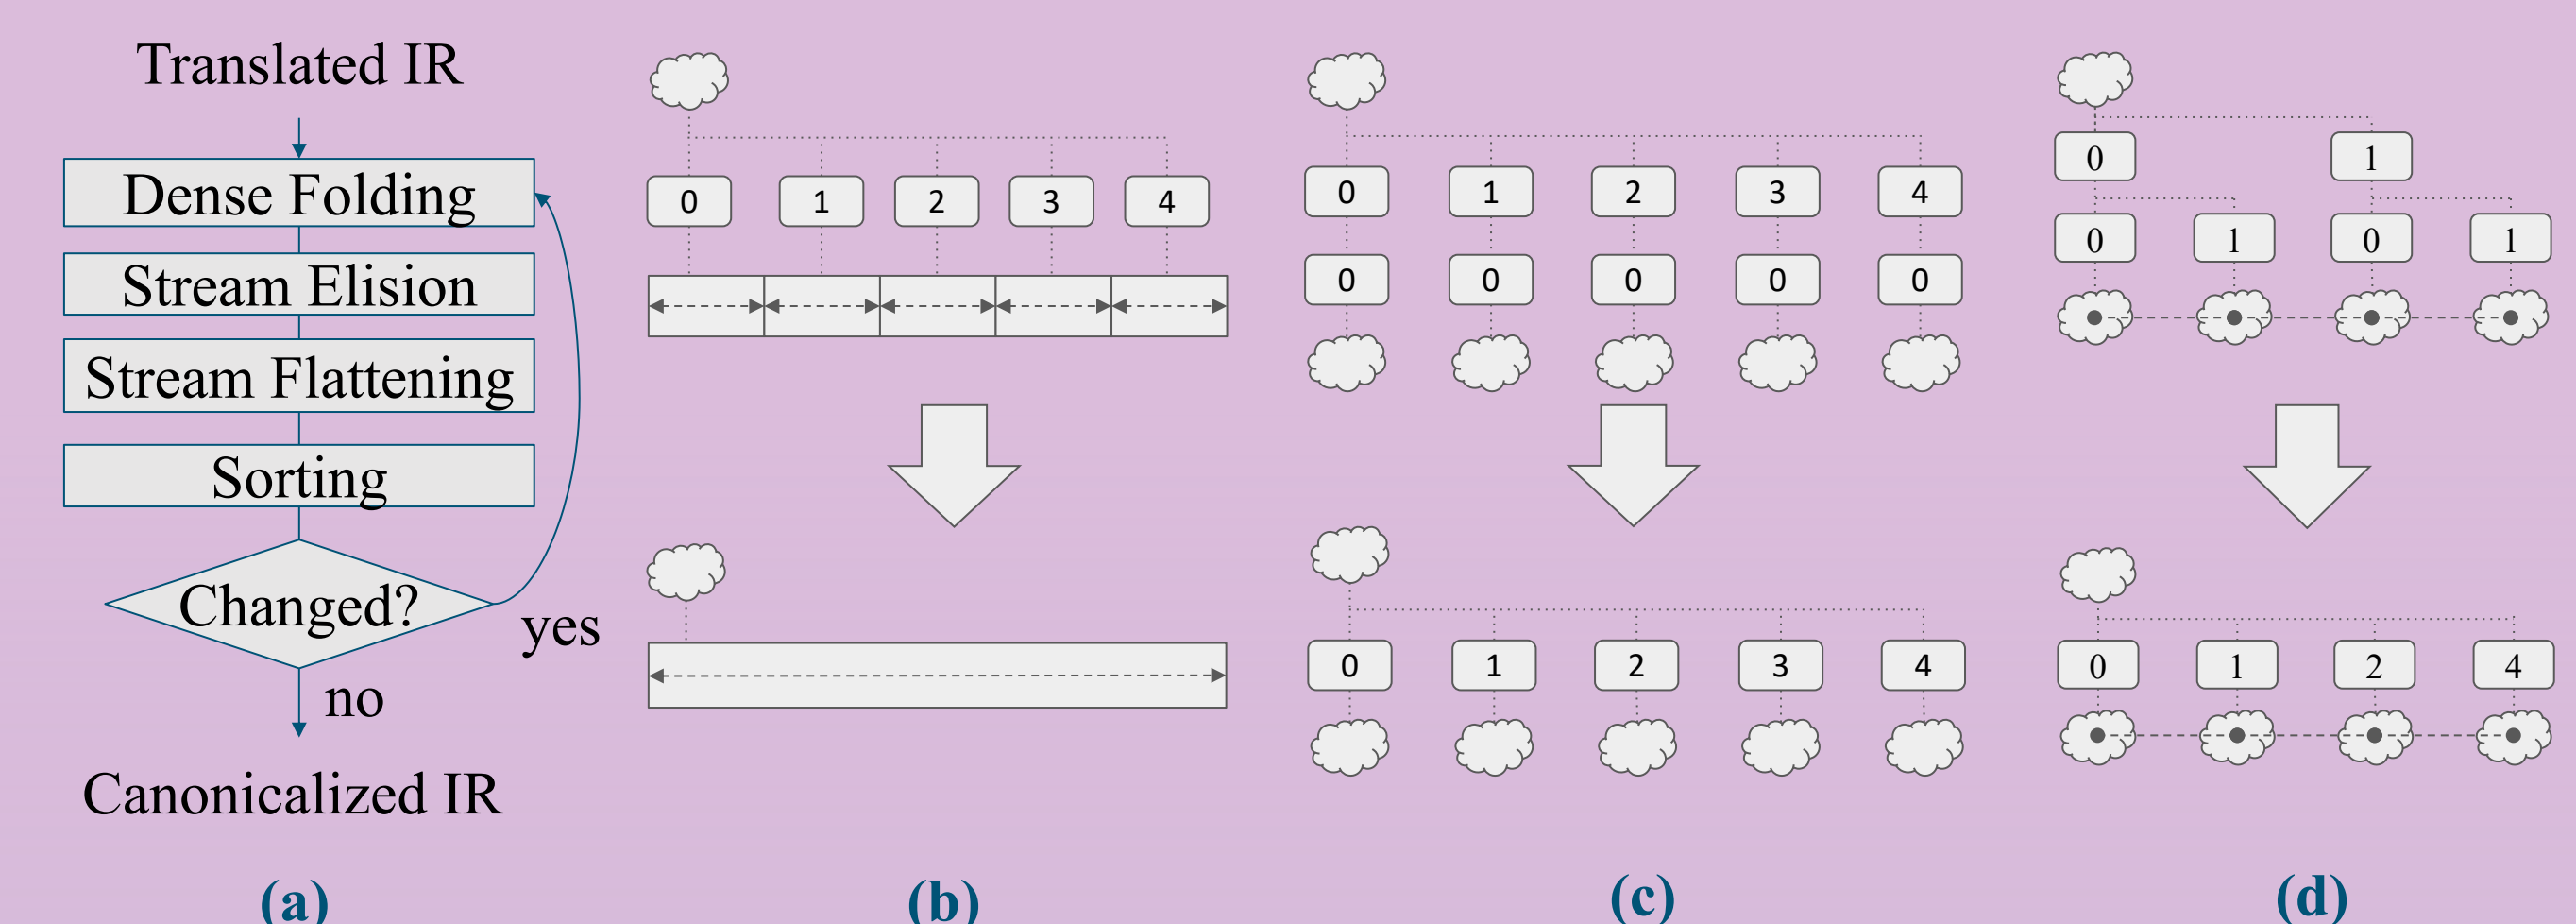 Translated IR
Dense Folding
Stream Elision
Stream Flattening
Sorting
Changed?
yes
no
Canonicalized IR
(a)
0 1 2 3 4
(b)
0 1 2 3 4
0 0 0 0 0
0 1 2 3 4
(c)
0 1
0 1 0 1
0 1 2 4
(d)